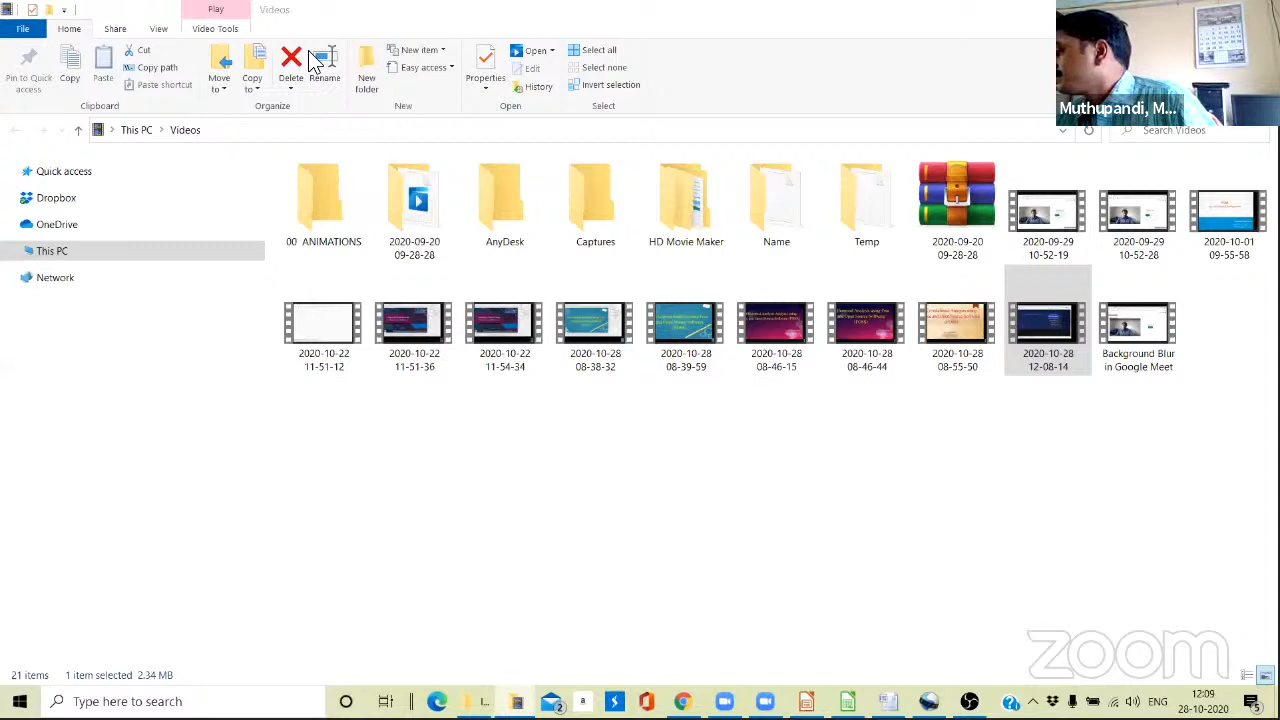 Play
Videos
File
Home
Share
View
Video Tools
Pin to Quick access
Copy
Paste
Cut
Copy path
Paste shortcut
Move to
Copy to
Delete
Rename
New folder
New item
Easy access
Properties
Open
Edit
History
Select all
Select none
Invert selection
Clipboard
Organize
New
Open
Select
Muthupandi, M...
This PC
Videos
Search Videos
Quick access
Dropbox
OneDrive
This PC
Network
00 ANIMATIONS
2020-09-20 09-28-28
AnyDesk
Captures
HD Movie Maker
Name
Temp
2020-09-20 09-28-28
2020-09-29 10-52-19
2020-09-29 10-52-28
2020-10-01 09-55-58
2020-10-22 11-51-12
2020-10-22 11-51-36
2020-10-22 11-54-34
2020-10-28 08-38-32
2020-10-28 08-39-59
2020-10-28 08-46-15
2020-10-28 08-46-44
2020-10-28 08-55-50
2020-10-28 12-08-14
Background Blur in Google Meet
zoom
21 items
1 item selected 2.34 MB
Type here to search
2
a
ENG
12:09
28-10-2020
5